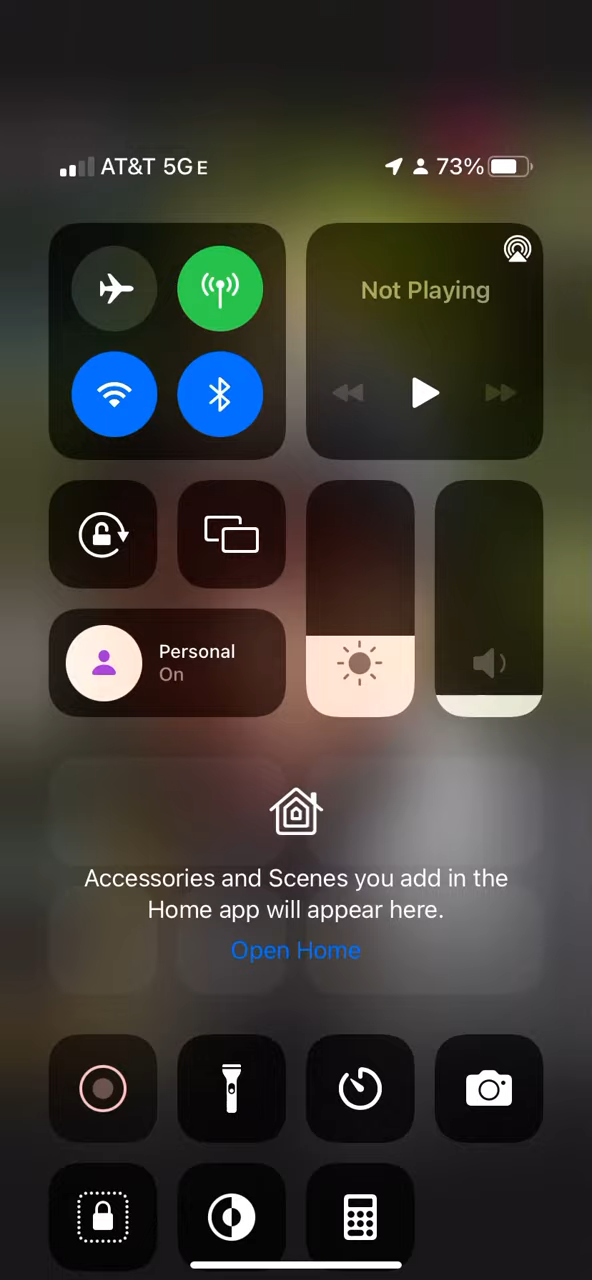 AT&T 5GE
73%
Not Playing
Personal
On
Accessories and Scenes you add in the
Home app will appear here.
Open Home